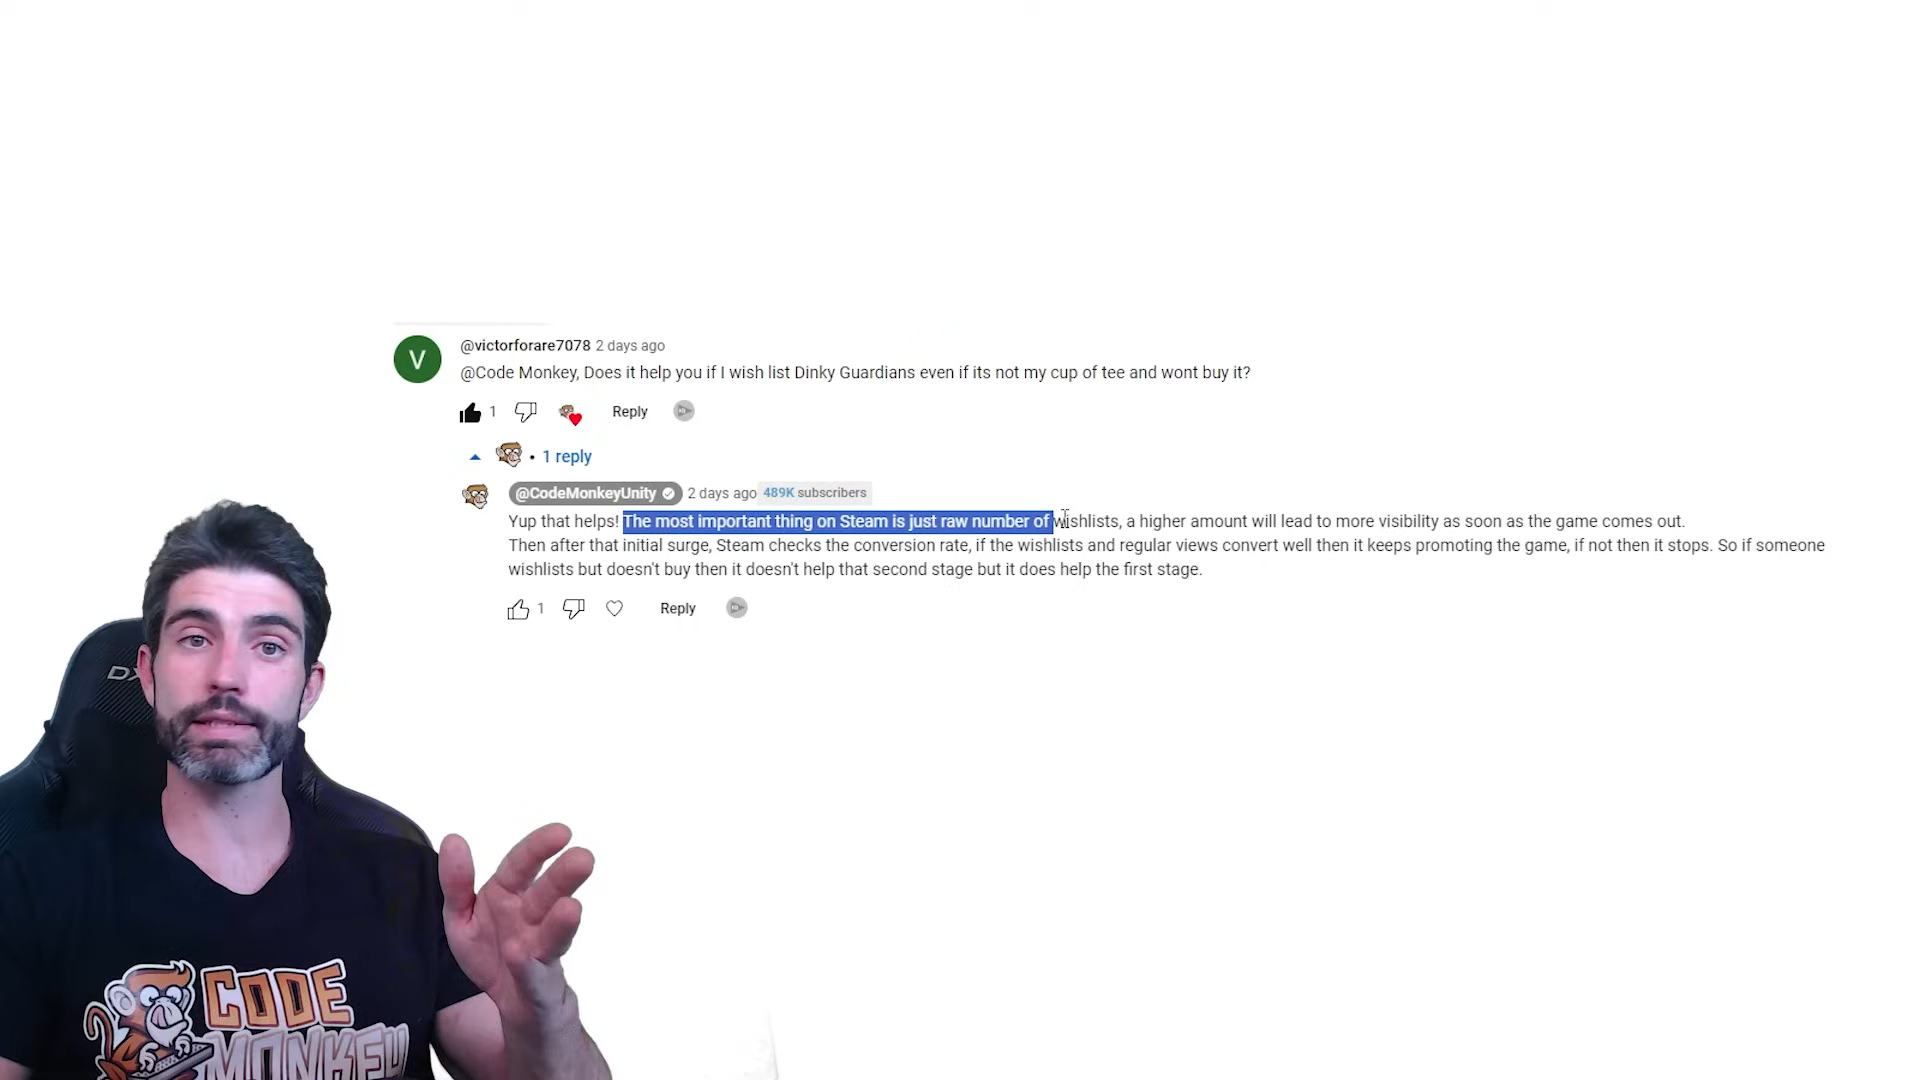 @victorforare7078 2 days ago
V
@Code Monkey, Does it help you if I wish list Dinky Guardians even if its not my cup of tee and wont buy it?
1 Reply
• 1 reply
@CodeMonkeyUnity 2 days ago 489K subscribers
Yup that helps! The most important thing on Steam is just raw number of wishlists, a higher amount will lead to more visibility as soon as the game comes out.
Then after that initial surge, Steam checks the conversion rate, if the wishlists and regular views convert well then it keeps promoting the game, if not then it stops. So if someone
wishlists but doesn't buy then it doesn't help that second stage but it does help the first stage.
1 Reply
DX
CODE
MONKEY